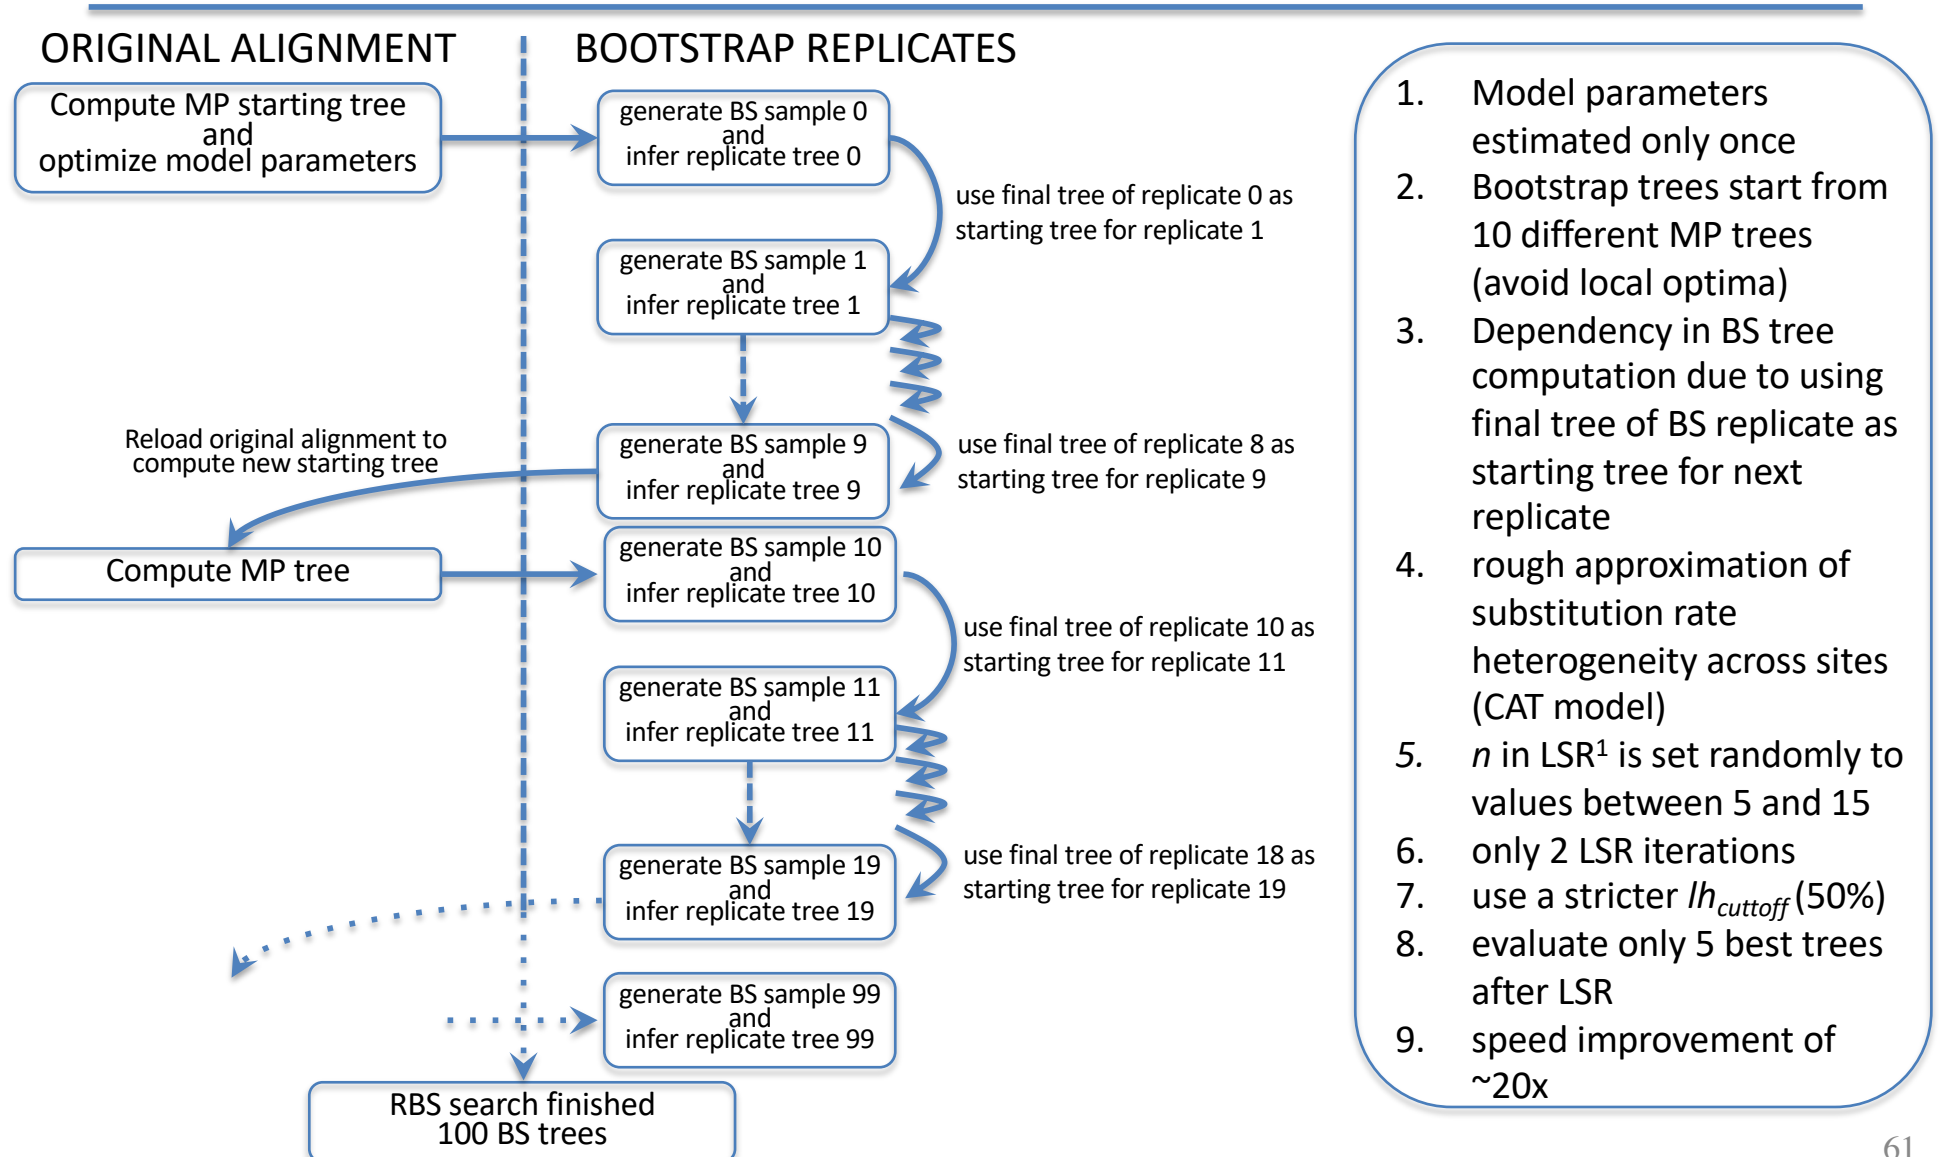 ORIGINAL ALIGNMENT
BOOTSTRAP REPLICATES
Compute MP starting tree
and
optimize model parameters
generate BS sample 0
and
infer replicate tree 0
use final tree of replicate 0 as
starting tree for replicate 1
generate BS sample 1
and
infer replicate tree 1
generate BS sample 9
and
infer replicate tree 9
use final tree of replicate 8 as
starting tree for replicate 9
Reload original alignment to
compute new starting tree
Compute MP tree
generate BS sample 10
and
infer replicate tree 10
use final tree of replicate 10 as
starting tree for replicate 11
generate BS sample 11
and
infer replicate tree 11
generate BS sample 19
and
infer replicate tree 19
use final tree of replicate 18 as
starting tree for replicate 19
generate BS sample 99
and
infer replicate tree 99
RBS search finished
100 BS trees
1. Model parameters
estimated only once
2. Bootstrap trees start from
10 different MP trees
(avoid local optima)
3. Dependency in BS tree
computation due to using
final tree of BS replicate as
starting tree for next
replicate
4. rough approximation of
substitution rate
heterogeneity across sites
(CAT model)
5. n in LSR¹ is set randomly to
values between 5 and 15
6. only 2 LSR iterations
7. use a stricter lh_cuttoff (50%)
8. evaluate only 5 best trees
after LSR
9. speed improvement of
~20x
61